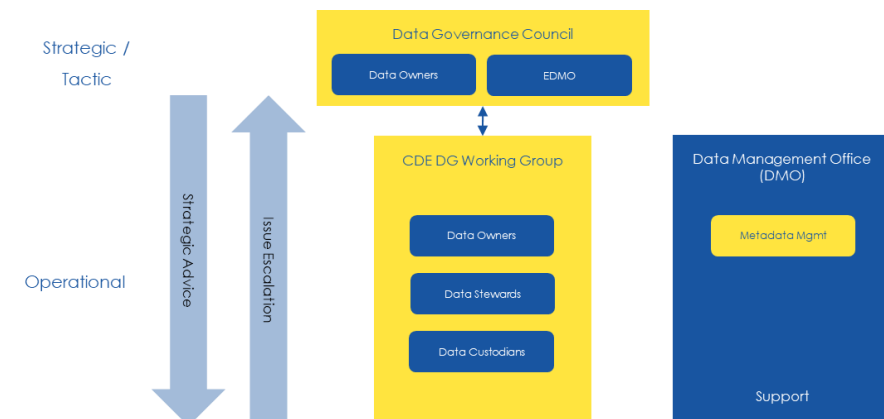 Strategic /
Tactic
Data Governance Council
Data Owners
EDMO
Strategic Advice
Issue Escalation
Operational
CDE DG Working Group
Data Owners
Data Stewards
Data Custodians
Data Management Office
(DMO)
Metadata Mgmt
Support